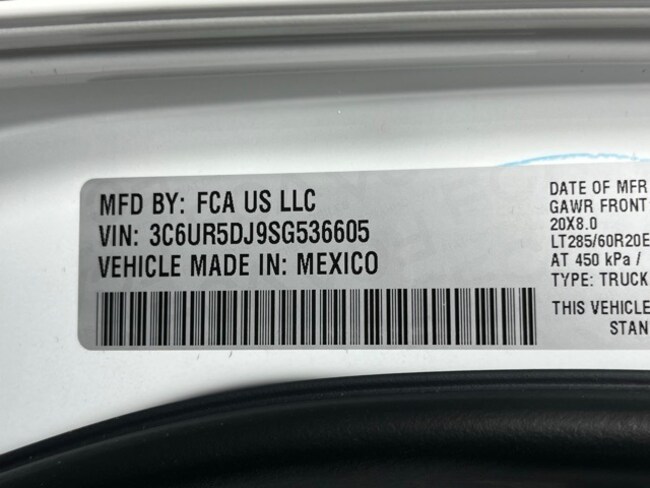 MFD BY: FCA US LLC
VIN: 3C6UR5DJ9SG536605
VEHICLE MADE IN: MEXICO
DATE OF MFR
GAWR FRONT
20X8.0
LT285/60R20E
AT 450 kPa /
TYPE: TRUCK
THIS VEHICLE
STAN